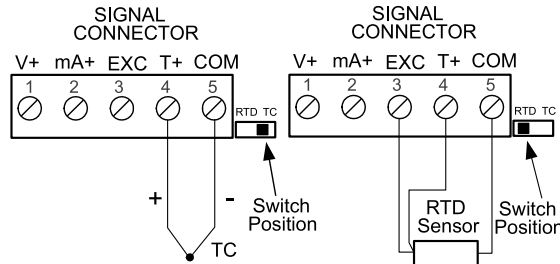 SIGNAL
CONNECTOR
V+ mA+ EXC T+ COM
1 2 3 4 5
RTD TC
+ -
Switch
Position
TC
SIGNAL
CONNECTOR
V+ mA+ EXC T+ COM
1 2 3 4 5
RTD TC
RTD
Sensor
Switch
Position